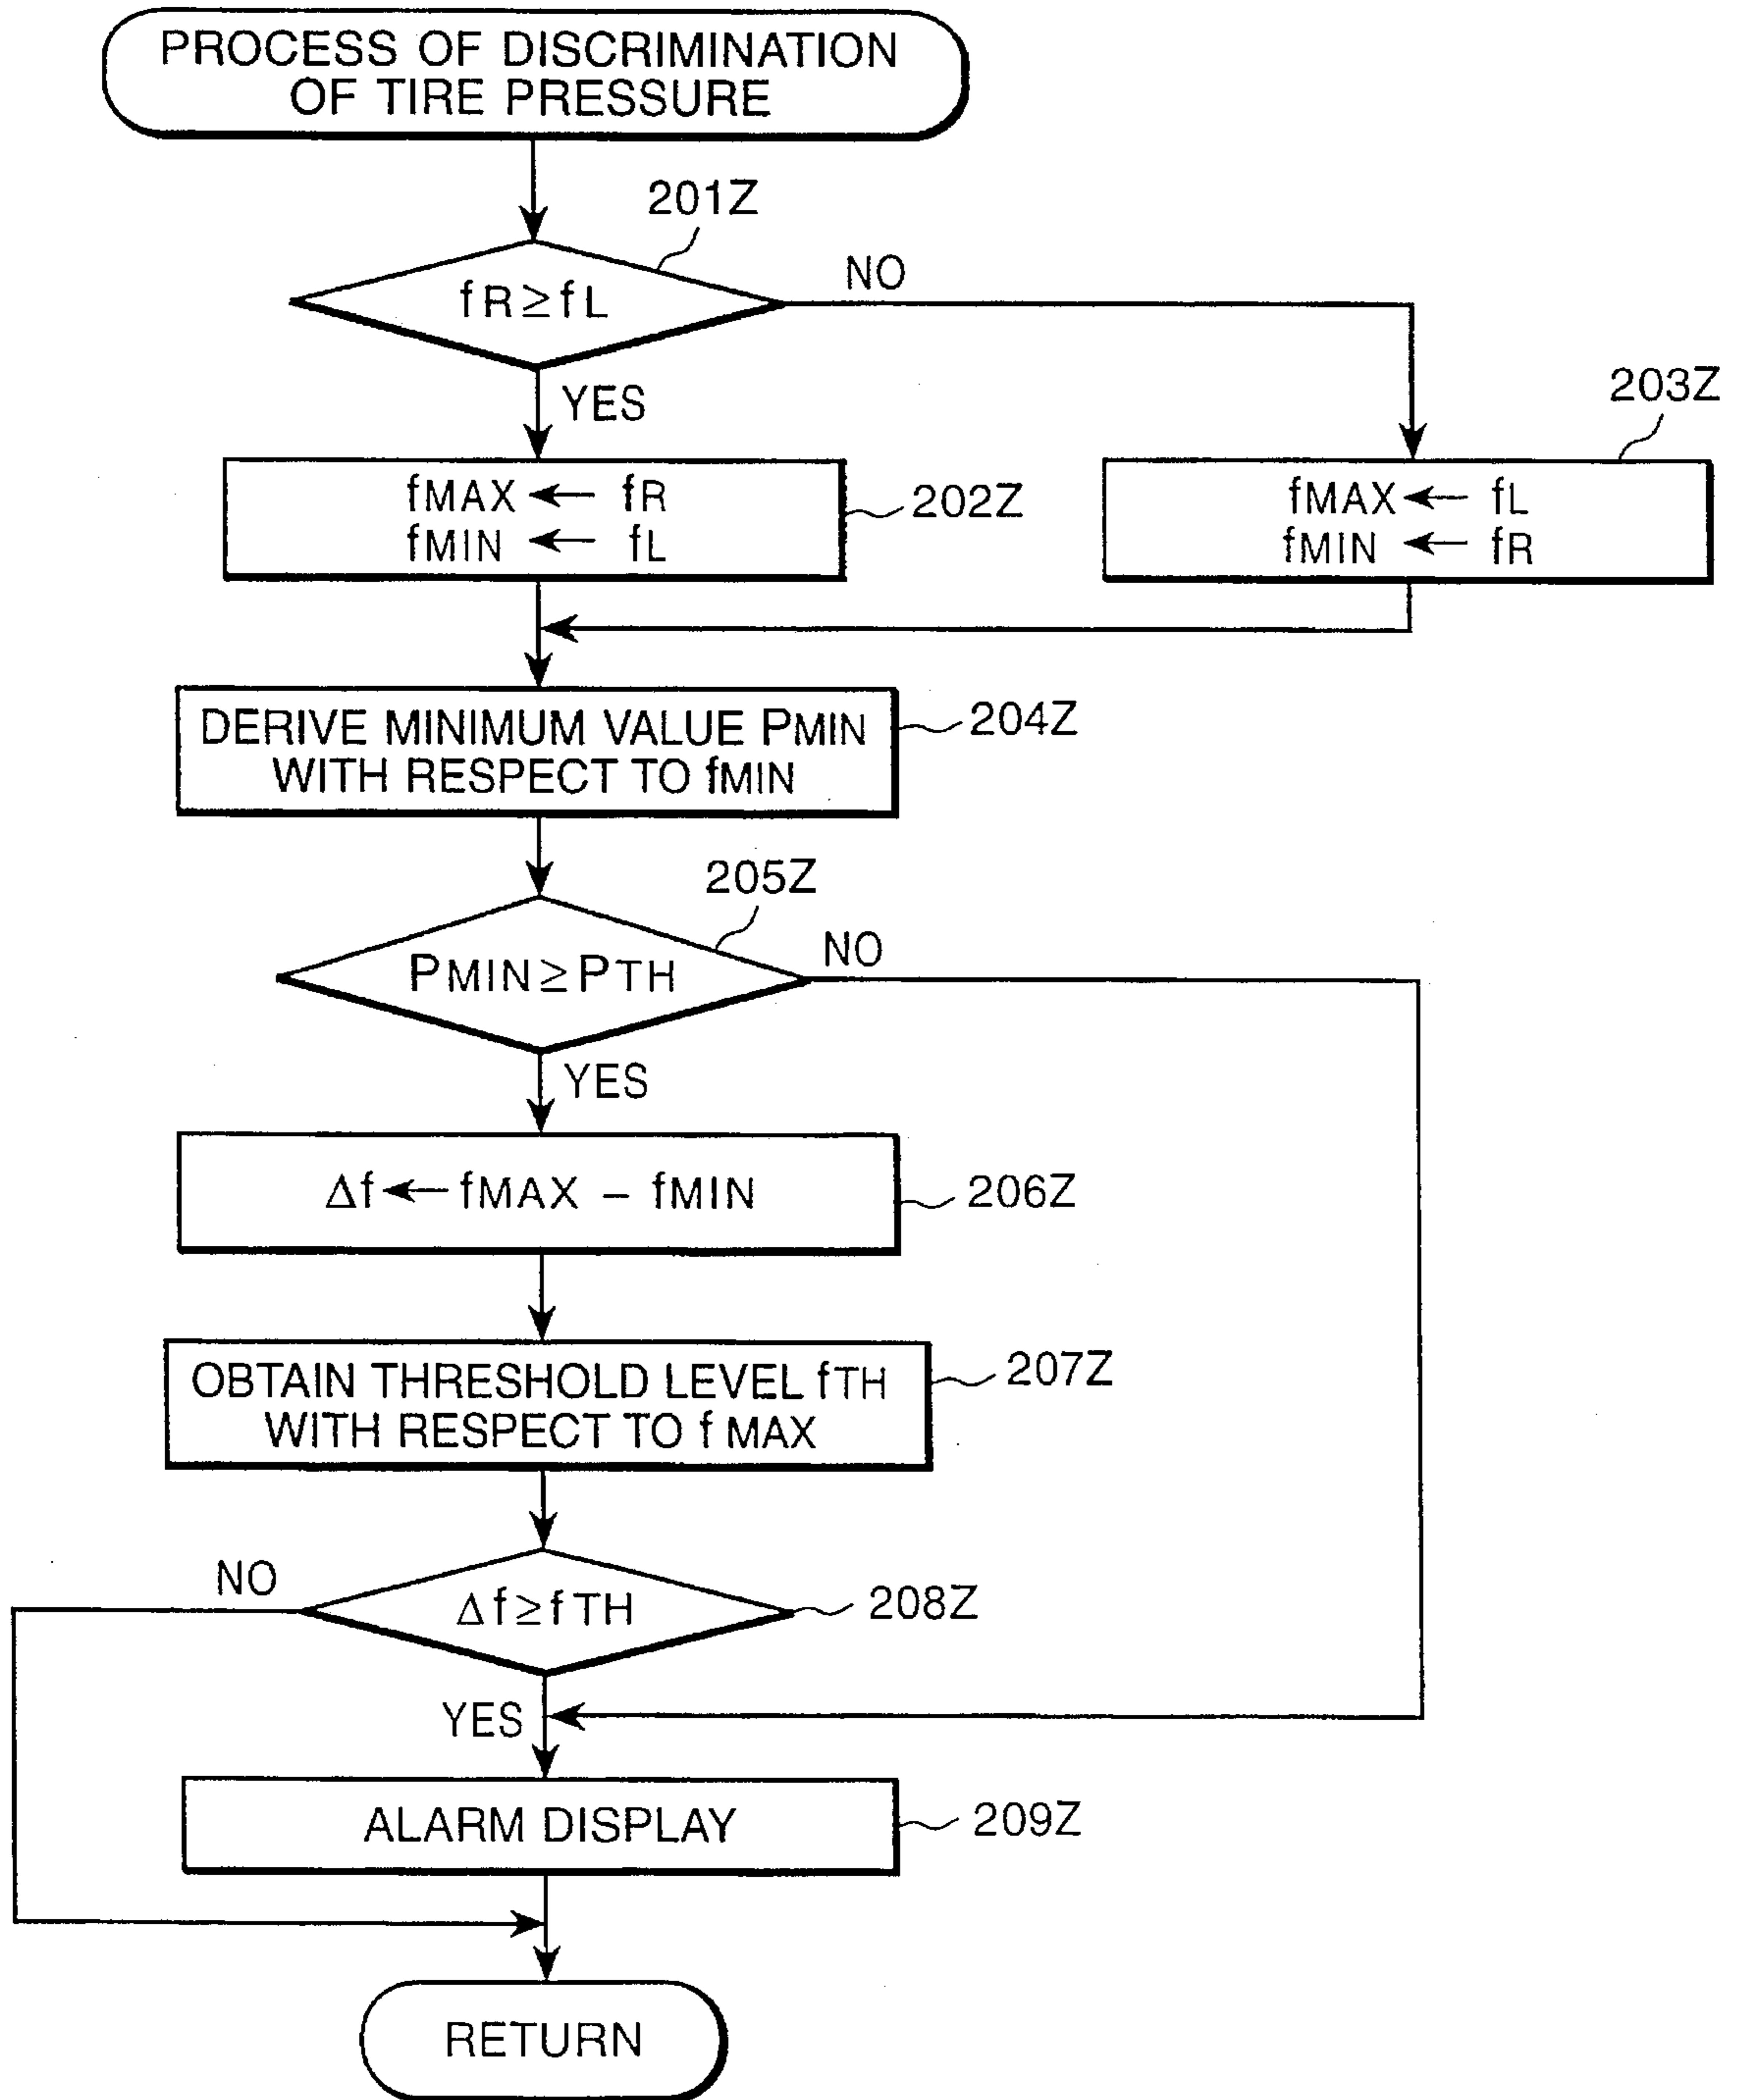 PROCESS OF DISCRIMINATION
OF TIRE PRESSURE
201Z
fR≥fL
NO
YES
203Z
fMAX ← fR
fMIN ← fL
202Z
fMAX ← fL
fMIN ← fR
DERIVE MINIMUM VALUE PMIN
WITH RESPECT TO fMIN
204Z
205Z
PMIN≥PTH
NO
YES
Δf ← fMAX - fMIN
206Z
OBTAIN THRESHOLD LEVEL fTH
WITH RESPECT TO fMAX
207Z
NO
Δf≥fTH
208Z
YES
ALARM DISPLAY
209Z
RETURN